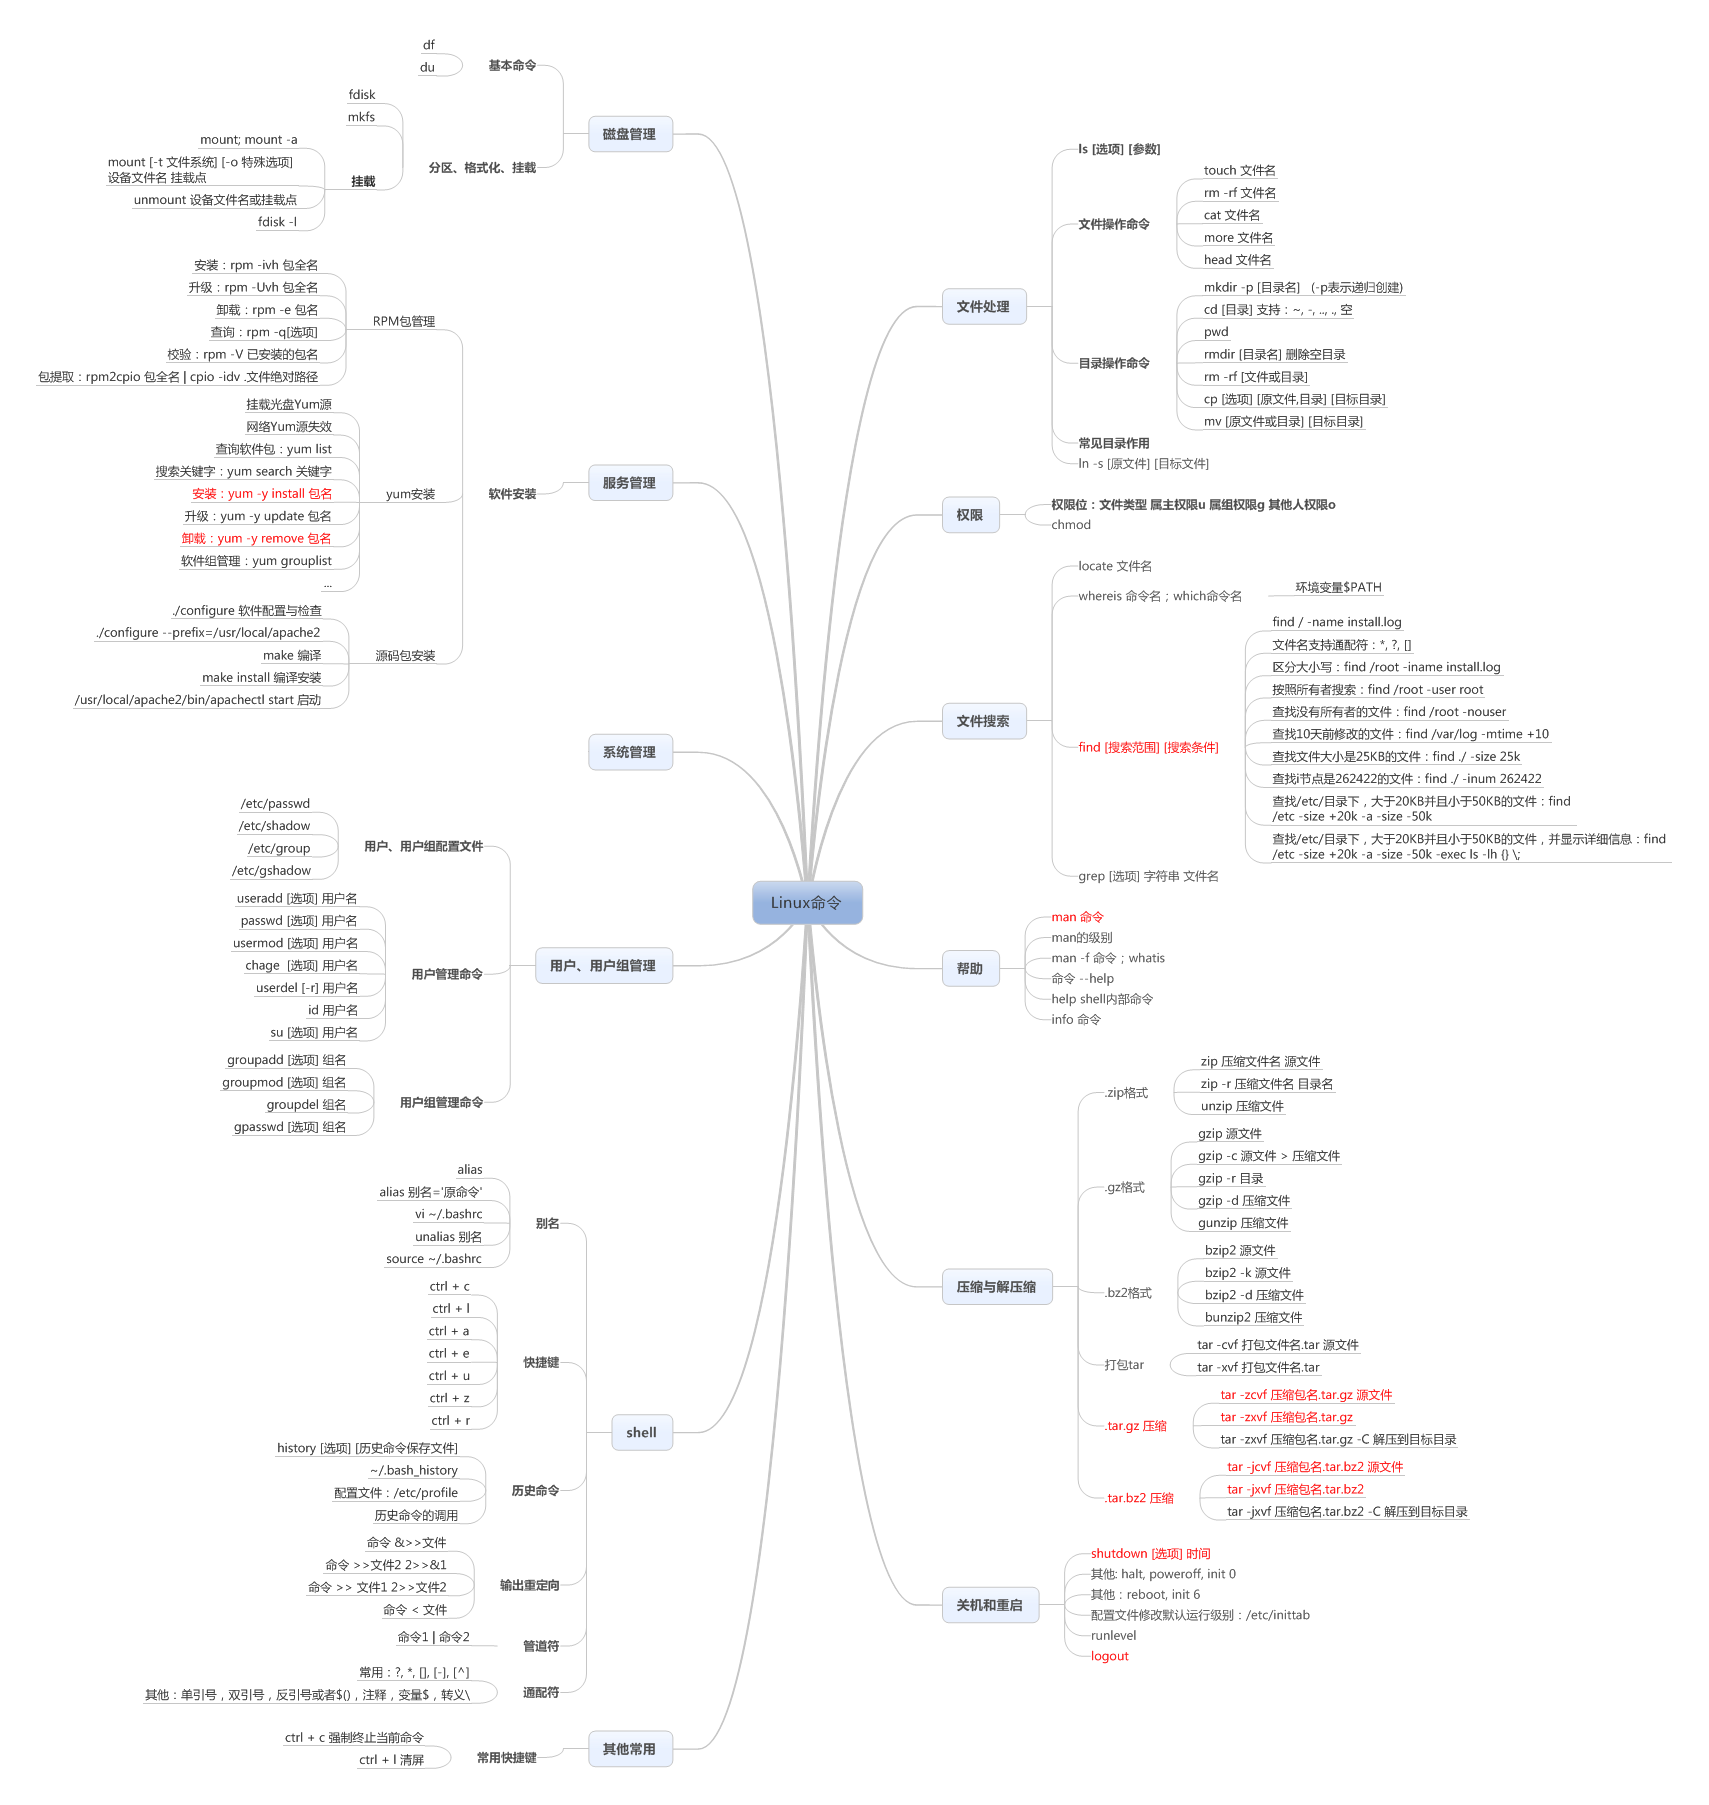 Linux命令
文件处理
ls [选项] [参数]
文件操作命令
touch 文件名
rm -rf 文件名
cat 文件名
more 文件名
head 文件名
目录操作命令
mkdir -p [目录名] (-p表示递归创建)
cd [目录] 支持：~, -, .., ., 空
pwd
rmdir [目录名] 删除空目录
rm -rf [文件或目录]
cp [选项] [原文件,目录] [目标目录]
mv [原文件或目录] [目标目录]
常见目录作用
ln -s [原文件] [目标文件]
权限
权限位：文件类型 属主权限u 属组权限g 其他人权限o
chmod
文件搜索
locate 文件名
whereis 命令名；which命令名
环境变量$PATH
find [搜索范围] [搜索条件]
find / -name install.log
文件名支持通配符：*, ?, []
区分大小写：find /root -iname install.log
按照所有者搜索：find /root -user root
查找没有所有者的文件：find /root -nouser
查找10天前修改的文件：find /var/log -mtime +10
查找文件大小是25KB的文件：find ./ -size 25k
查找i节点是262422的文件：find ./ -inum 262422
查找/etc/目录下，大于20KB并且小于50KB的文件：find
/etc -size +20k -a -size -50k
查找/etc/目录下，大于20KB并且小于50KB的文件，并显示详细信息：find
/etc -size +20k -a -size -50k -exec ls -lh {} \;
grep [选项] 字符串 文件名
帮助
man 命令
man的级别
man -f 命令；whatis
命令 --help
help shell内部命令
info 命令
压缩与解压缩
.zip格式
zip 压缩文件名 源文件
zip -r 压缩文件名 目录名
unzip 压缩文件
.gz格式
gzip 源文件
gzip -c 源文件 > 压缩文件
gzip -r 目录
gzip -d 压缩文件
gunzip 压缩文件
.bz2格式
bzip2 源文件
bzip2 -k 源文件
bzip2 -d 压缩文件
bunzip2 压缩文件
打包tar
tar -cvf 打包文件名.tar 源文件
tar -xvf 打包文件名.tar
.tar.gz 压缩
tar -zcvf 压缩包名.tar.gz 源文件
tar -zxvf 压缩包名.tar.gz
tar -zxvf 压缩包名.tar.gz -C 解压到目标目录
.tar.bz2 压缩
tar -jcvf 压缩包名.tar.bz2 源文件
tar -jxvf 压缩包名.tar.bz2
tar -jxvf 压缩包名.tar.bz2 -C 解压到目标目录
关机和重启
shutdown [选项] 时间
其他: halt, poweroff, init 0
其他：reboot, init 6
配置文件修改默认运行级别：/etc/inittab
runlevel
logout
磁盘管理
基本命令
df
du
分区、格式化、挂载
fdisk
mkfs
挂载
mount; mount -a
mount [-t 文件系统] [-o 特殊选项]
设备文件名 挂载点
unmount 设备文件名或挂载点
fdisk -l
服务管理
软件安装
RPM包管理
安装：rpm -ivh 包全名
升级：rpm -Uvh 包全名
卸载：rpm -e 包名
查询：rpm -q[选项]
校验：rpm -V 已安装的包名
包提取：rpm2cpio 包全名 | cpio -idv .文件绝对路径
yum安装
挂载光盘Yum源
网络Yum源失效
查询软件包：yum list
搜索关键字：yum search 关键字
安装：yum -y install 包名
升级：yum -y update 包名
卸载：yum -y remove 包名
软件组管理：yum grouplist
...
源码包安装
./configure 软件配置与检查
./configure --prefix=/usr/local/apache2
make 编译
make install 编译安装
/usr/local/apache2/bin/apachectl start 启动
系统管理
用户、用户组管理
用户、用户组配置文件
/etc/passwd
/etc/shadow
/etc/group
/etc/gshadow
用户管理命令
useradd [选项] 用户名
passwd [选项] 用户名
usermod [选项] 用户名
chage [选项] 用户名
userdel [-r] 用户名
id 用户名
su [选项] 用户名
用户组管理命令
groupadd [选项] 组名
groupmod [选项] 组名
groupdel 组名
gpasswd [选项] 组名
shell
别名
alias
alias 别名='原命令'
vi ~/.bashrc
unalias 别名
source ~/.bashrc
快捷键
ctrl + c
ctrl + l
ctrl + a
ctrl + e
ctrl + u
ctrl + z
ctrl + r
历史命令
history [选项] [历史命令保存文件]
~/.bash_history
配置文件：/etc/profile
历史命令的调用
输出重定向
命令 &>>文件
命令 >>文件2 2>>&1
命令 >> 文件1 2>>文件2
命令 < 文件
管道符
命令1 | 命令2
通配符
常用：?, *, [], [-], [^]
其他：单引号，双引号，反引号或者$()，注释，变量$，转义\
其他常用
常用快捷键
ctrl + c 强制终止当前命令
ctrl + l 清屏